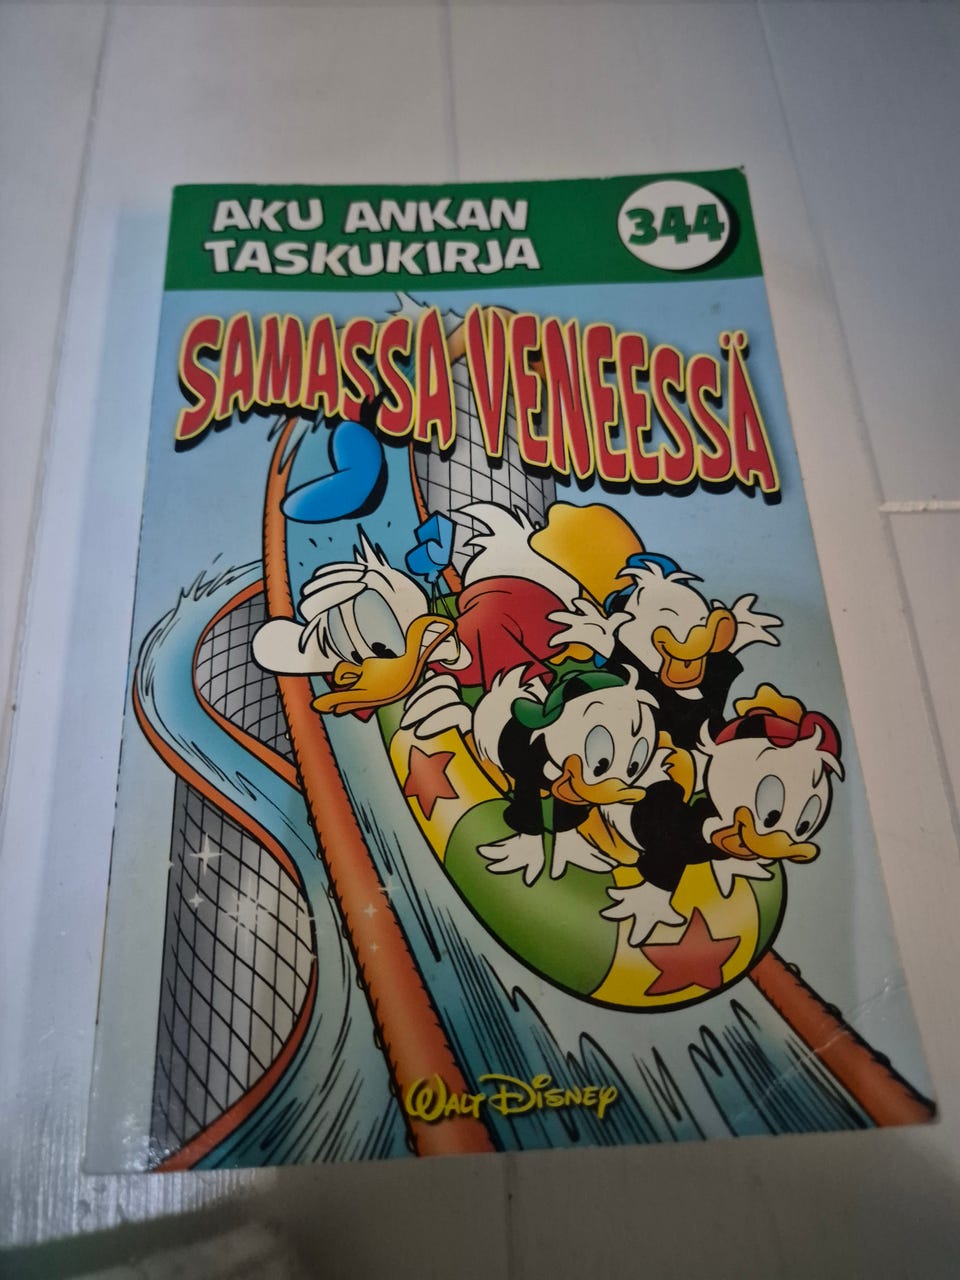 AKU ANKAN
TASKUKIRJA
344
SAMASSA VENEESSÄ
WALT DISNEY